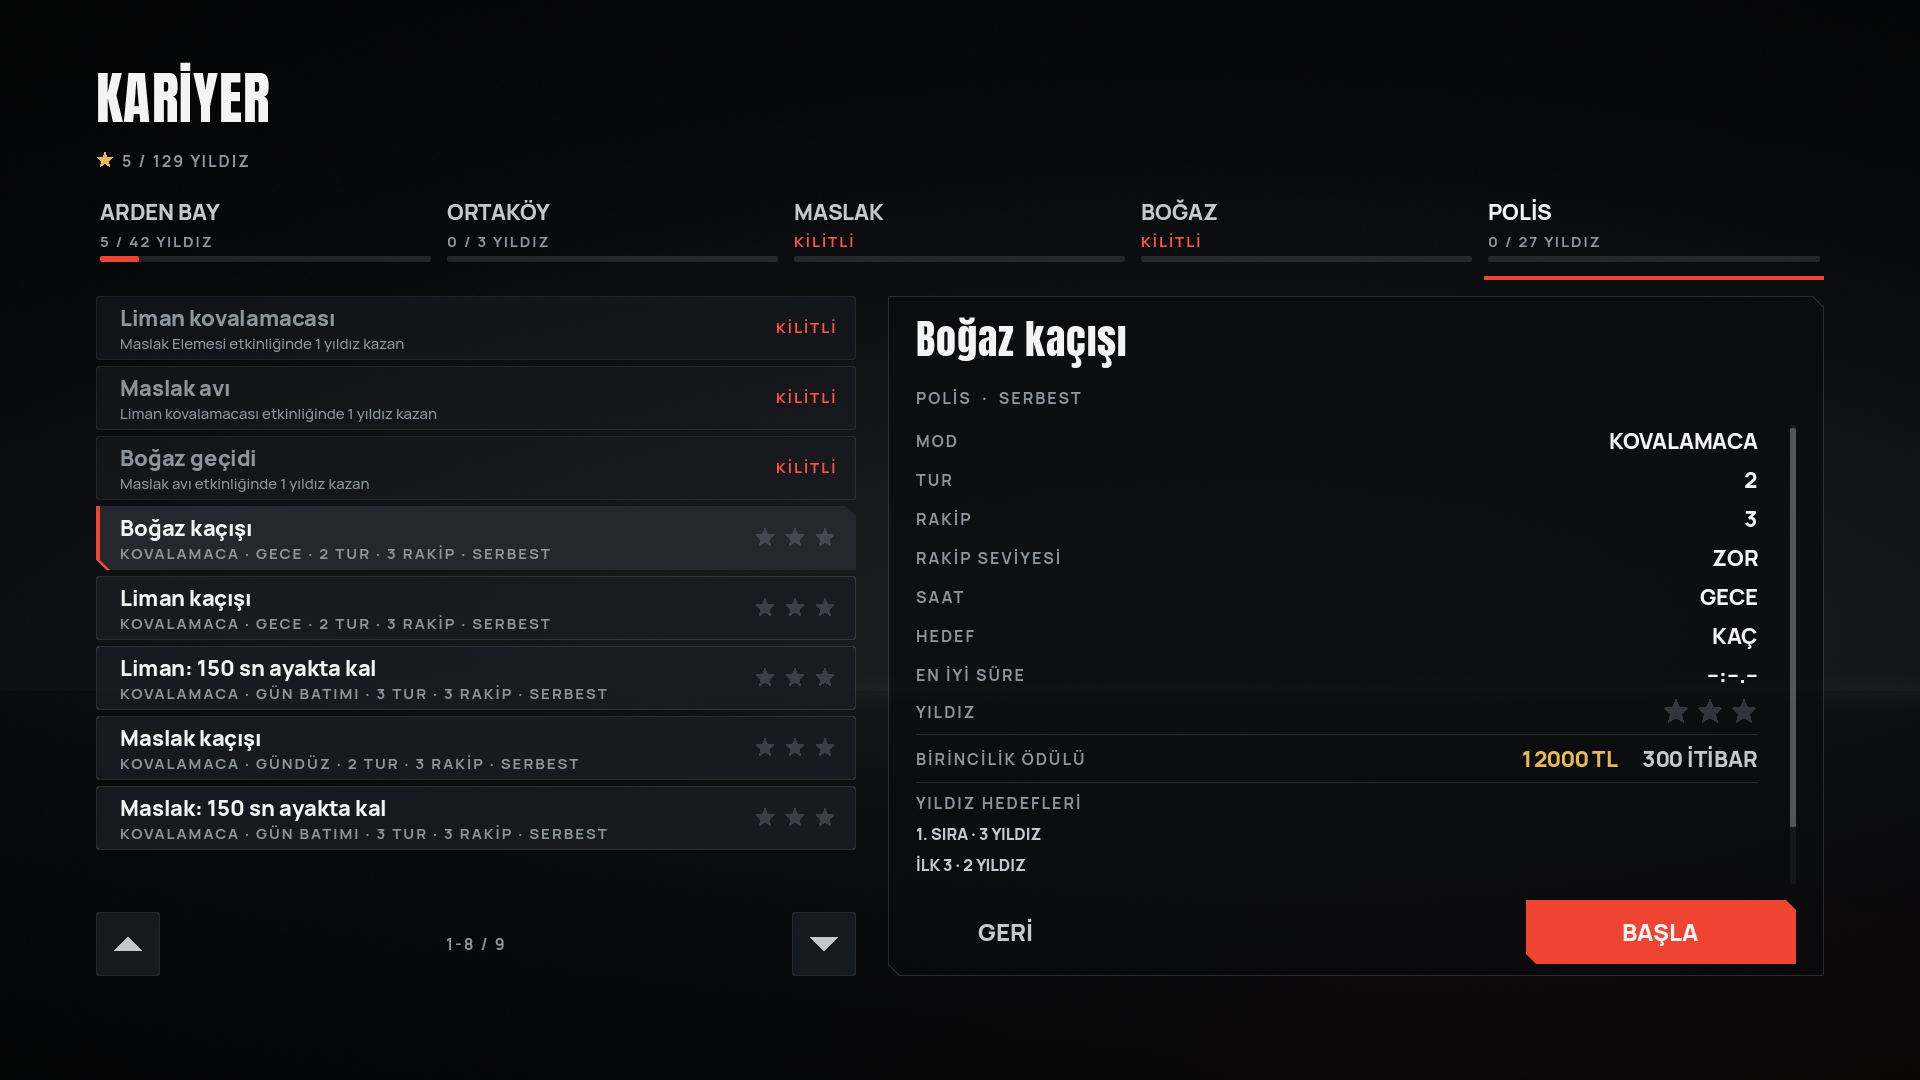 KARİYER
5 / 129 YILDIZ
ARDEN BAY
5 / 42 YILDIZ
ORTAKÖY
0 / 3 YILDIZ
MASLAK
KİLİTLİ
BOĞAZ
KİLİTLİ
POLİS
0 / 27 YILDIZ
Liman kovalamacası
Maslak Elemesi etkinliğinde 1 yıldız kazan
KİLİTLİ
Maslak avı
Liman kovalamacası etkinliğinde 1 yıldız kazan
KİLİTLİ
Boğaz geçidi
Maslak avı etkinliğinde 1 yıldız kazan
KİLİTLİ
Boğaz kaçışı
KOVALAMACA · GECE · 2 TUR · 3 RAKİP · SERBEST
Liman kaçışı
KOVALAMACA · GECE · 2 TUR · 3 RAKİP · SERBEST
Liman: 150 sn ayakta kal
KOVALAMACA · GÜN BATIMI · 3 TUR · 3 RAKİP · SERBEST
Maslak kaçışı
KOVALAMACA · GÜNDÜZ · 2 TUR · 3 RAKİP · SERBEST
Maslak: 150 sn ayakta kal
KOVALAMACA · GÜN BATIMI · 3 TUR · 3 RAKİP · SERBEST
1-8 / 9
Boğaz kaçışı
POLİS · SERBEST
MOD KOVALAMACA
TUR 2
RAKİP 3
RAKİP SEVİYESİ ZOR
SAAT GECE
HEDEF KAÇ
EN İYİ SÜRE -:-.-
YILDIZ
BİRİNCİLİK ÖDÜLÜ 12000 TL 300 İTİBAR
YILDIZ HEDEFLERİ
1. SIRA · 3 YILDIZ
İLK 3 · 2 YILDIZ
GERİ
BAŞLA